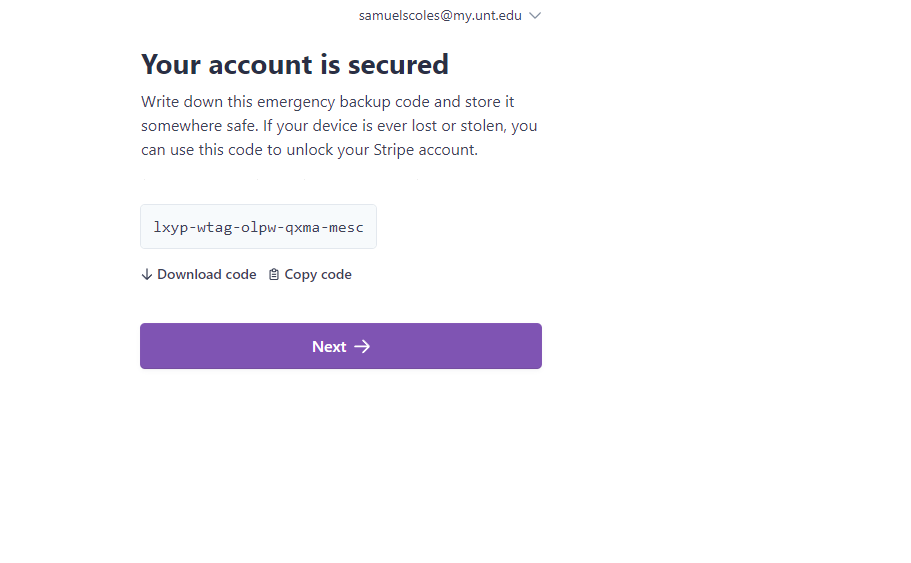 samuelscoles@my.unt.edu
Your account is secured
Write down this emergency backup code and store it
somewhere safe. If your device is ever lost or stolen, you
can use this code to unlock your Stripe account.
lxyp-wtag-olpw-qxma-mesc
Download code Copy code
Next